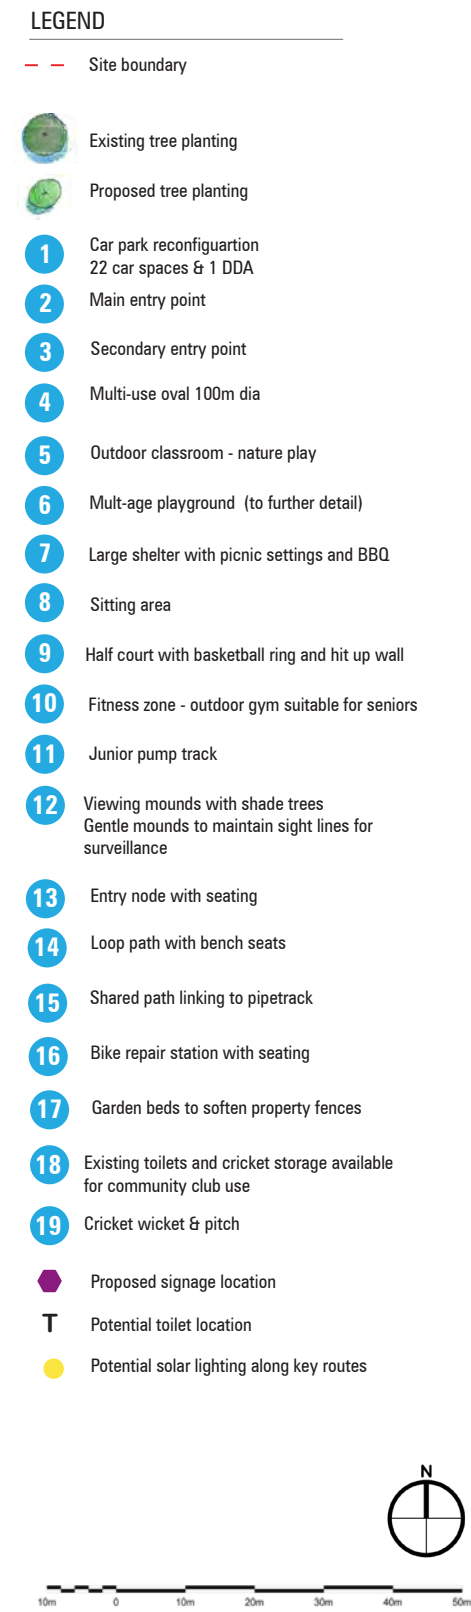 LEGEND
Site boundary
Existing tree planting
Proposed tree planting
1 Car park reconfiguartion
22 car spaces & 1 DDA
2 Main entry point
3 Secondary entry point
4 Multi-use oval 100m dia
5 Outdoor classroom - nature play
6 Mult-age playground (to further detail)
7 Large shelter with picnic settings and BBQ
8 Sitting area
9 Half court with basketball ring and hit up wall
10 Fitness zone - outdoor gym suitable for seniors
11 Junior pump track
12 Viewing mounds with shade trees
Gentle mounds to maintain sight lines for
surveillance
13 Entry node with seating
14 Loop path with bench seats
15 Shared path linking to pipetrack
16 Bike repair station with seating
17 Garden beds to soften property fences
18 Existing toilets and cricket storage available
for community club use
19 Cricket wicket & pitch
Proposed signage location
T Potential toilet location
Potential solar lighting along key routes
N
10m 0 10m 20m 30m 40m 50m